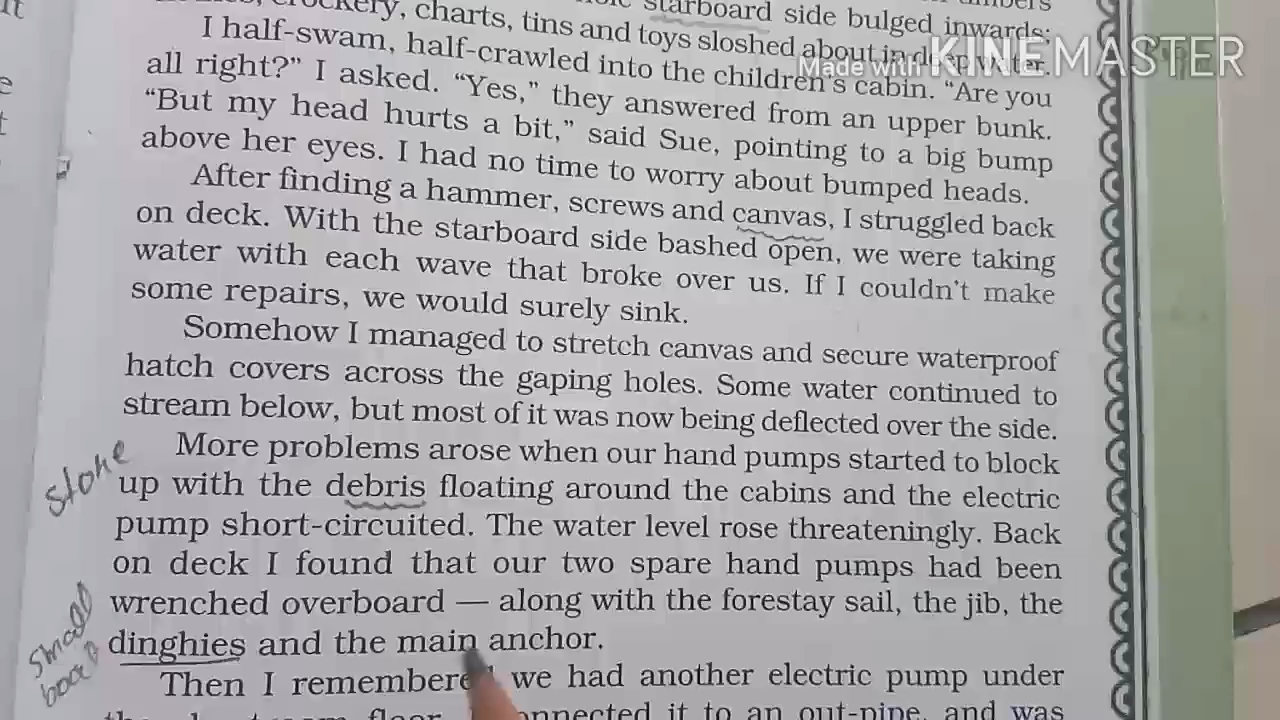 starboard side bulged inwards;
crockery, charts, tins and toys sloshed about in deep water.
I half-swam, half-crawled into the children's cabin. "Are you
all right?" I asked. "Yes," they answered from an upper bunk.
"But my head hurts a bit," said Sue, pointing to a big bump
above her eyes. I had no time to worry about bumped heads.
After finding a hammer, screws and canvas, I struggled back
on deck. With the starboard side bashed open, we were taking
water with each wave that broke over us. If I couldn't make
some repairs, we would surely sink.
Somehow I managed to stretch canvas and secure waterproof
hatch covers across the gaping holes. Some water continued to
stream below, but most of it was now being deflected over the side.
More problems arose when our hand pumps started to block
up with the debris floating around the cabins and the electric
pump short-circuited. The water level rose threateningly. Back
on deck I found that our two spare hand pumps had been
wrenched overboard — along with the forestay sail, the jib, the
dinghies and the main anchor.
Then I remembered we had another electric pump under
floor. connected it to an out-pipe, and was
stone
small
boat
Made with KINEMASTER